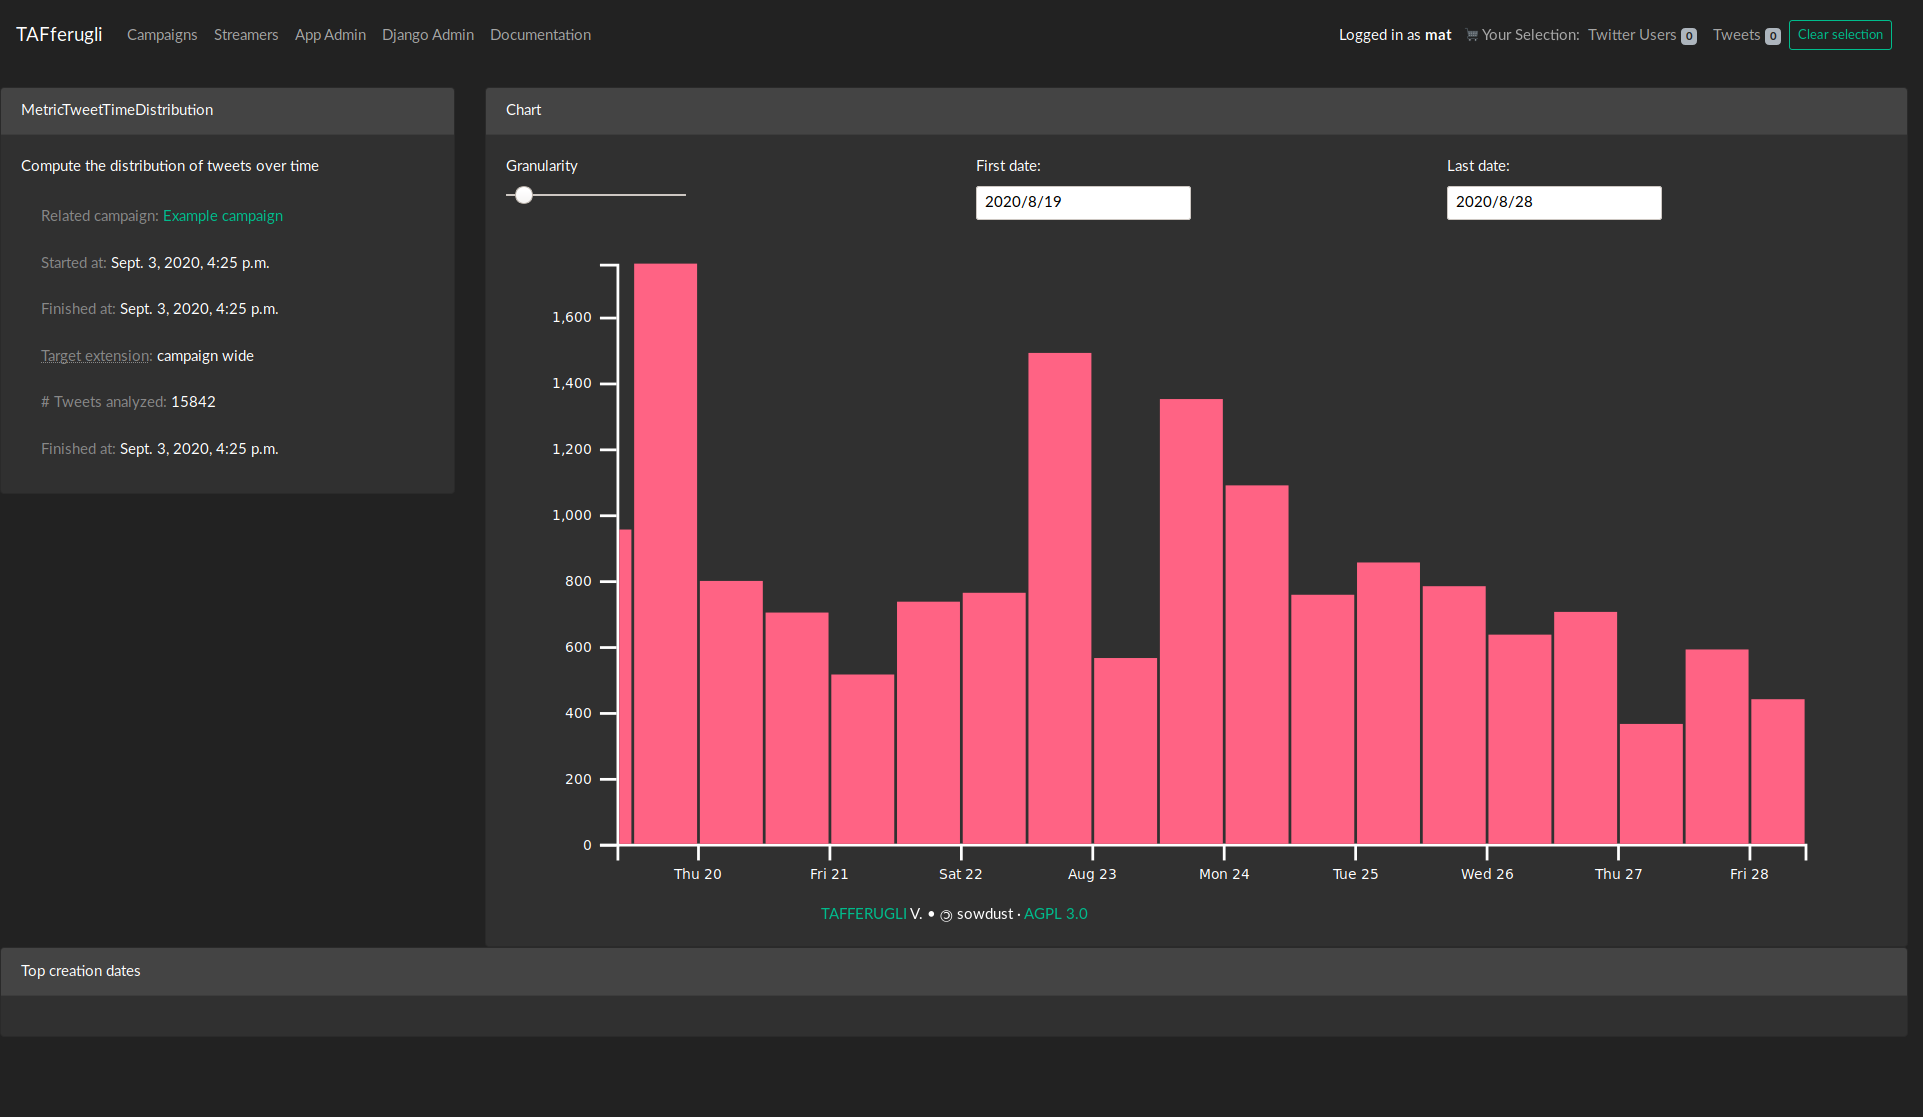 TAFferugli Campaigns Streamers App Admin Django Admin Documentation Logged in as mat Your Selection: Twitter Users 0 Tweets 0 Clear selection
MetricTweetTimeDistribution
Compute the distribution of tweets over time
Related campaign: Example campaign
Started at: Sept. 3, 2020, 4:25 p.m.
Finished at: Sept. 3, 2020, 4:25 p.m.
Target extension: campaign wide
# Tweets analyzed: 15842
Finished at: Sept. 3, 2020, 4:25 p.m.
Chart
Granularity
First date:
2020/8/19
Last date:
2020/8/28
1,600
1,400
1,200
1,000
800
600
400
200
0
Thu 20 Fri 21 Sat 22 Aug 23 Mon 24 Tue 25 Wed 26 Thu 27 Fri 28
TAFFERUGLI V. • 🄯 sowdust · AGPL 3.0
Top creation dates